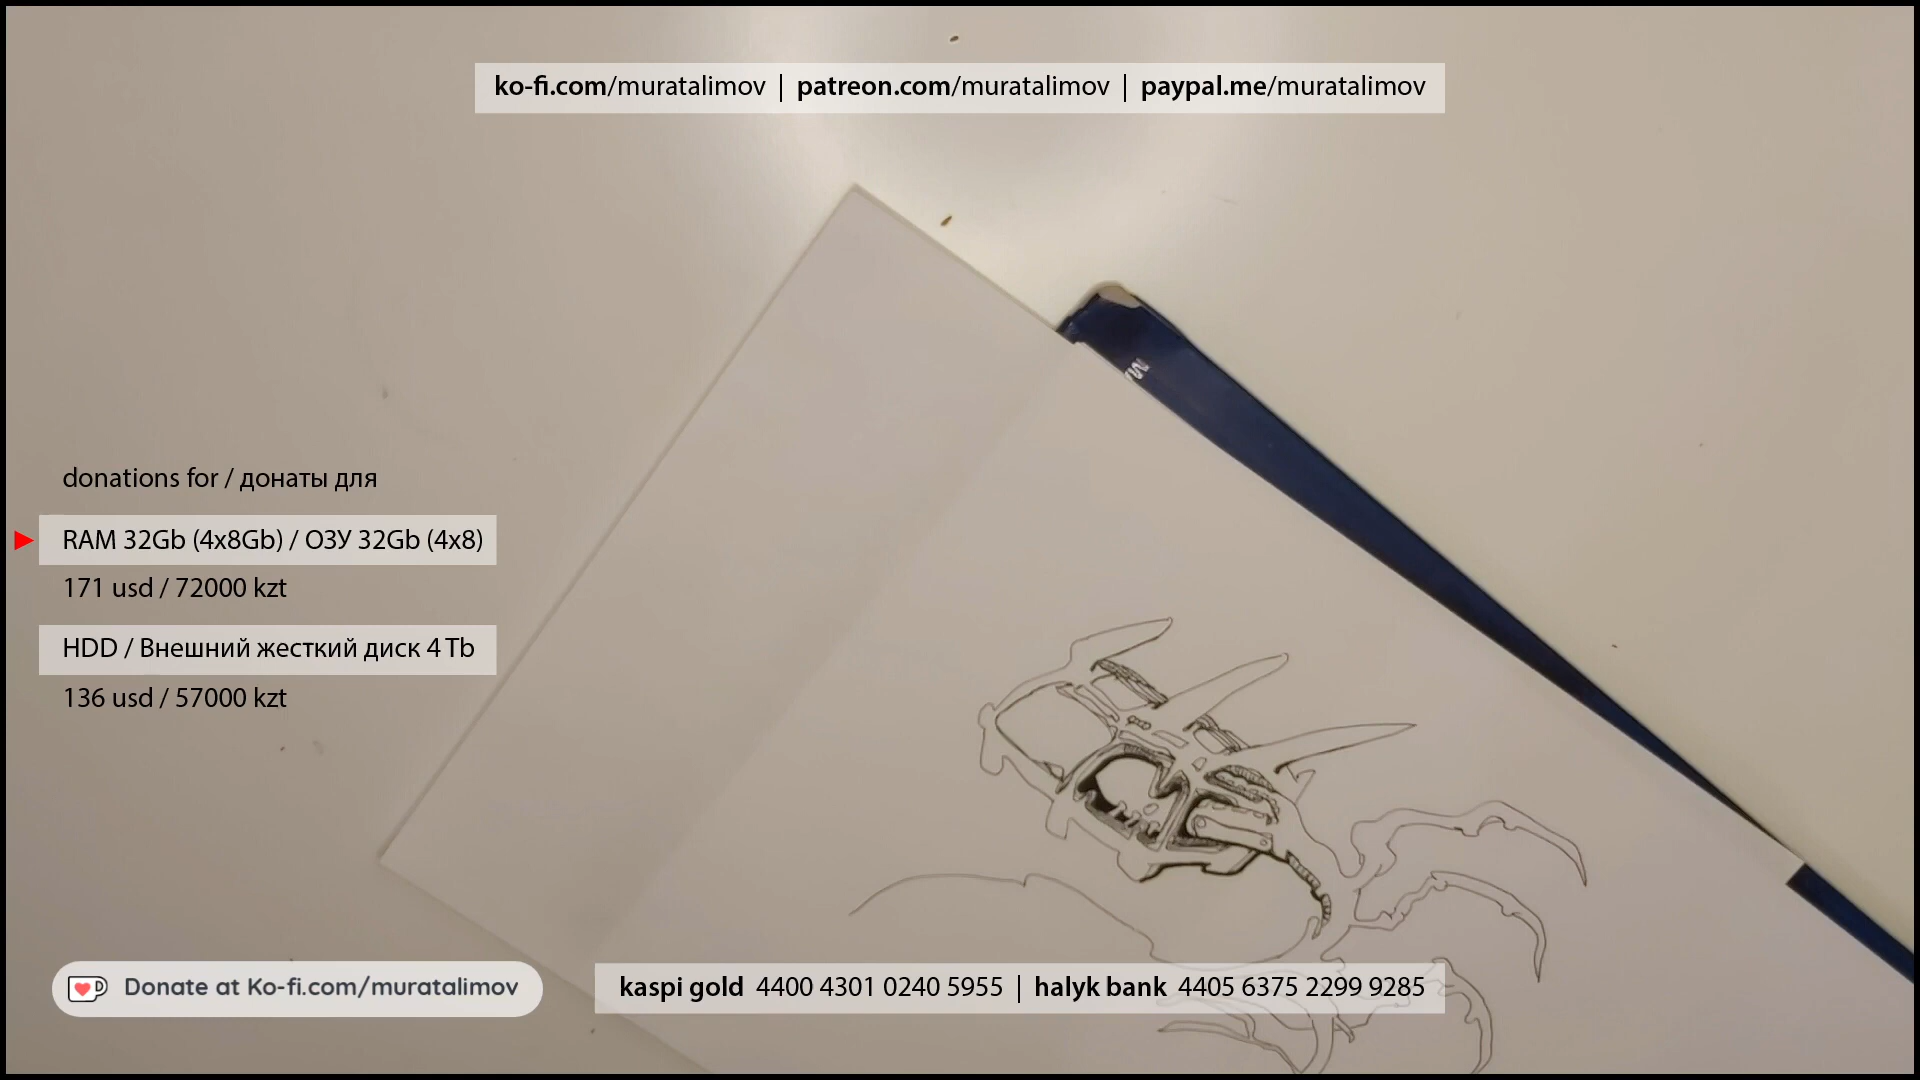 ko-fi.com/muratalimov | patreon.com/muratalimov | paypal.me/muratalimov
donations for / донаты для
RAM 32Gb (4x8Gb) / ОЗУ 32Gb (4x8)
171 usd / 72000 kzt
HDD / Внешний жесткий диск 4 Tb
136 usd / 57000 kzt
Donate at Ko-fi.com/muratalimov
kaspi gold 4400 4301 0240 5955 | halyk bank 4405 6375 2299 9285